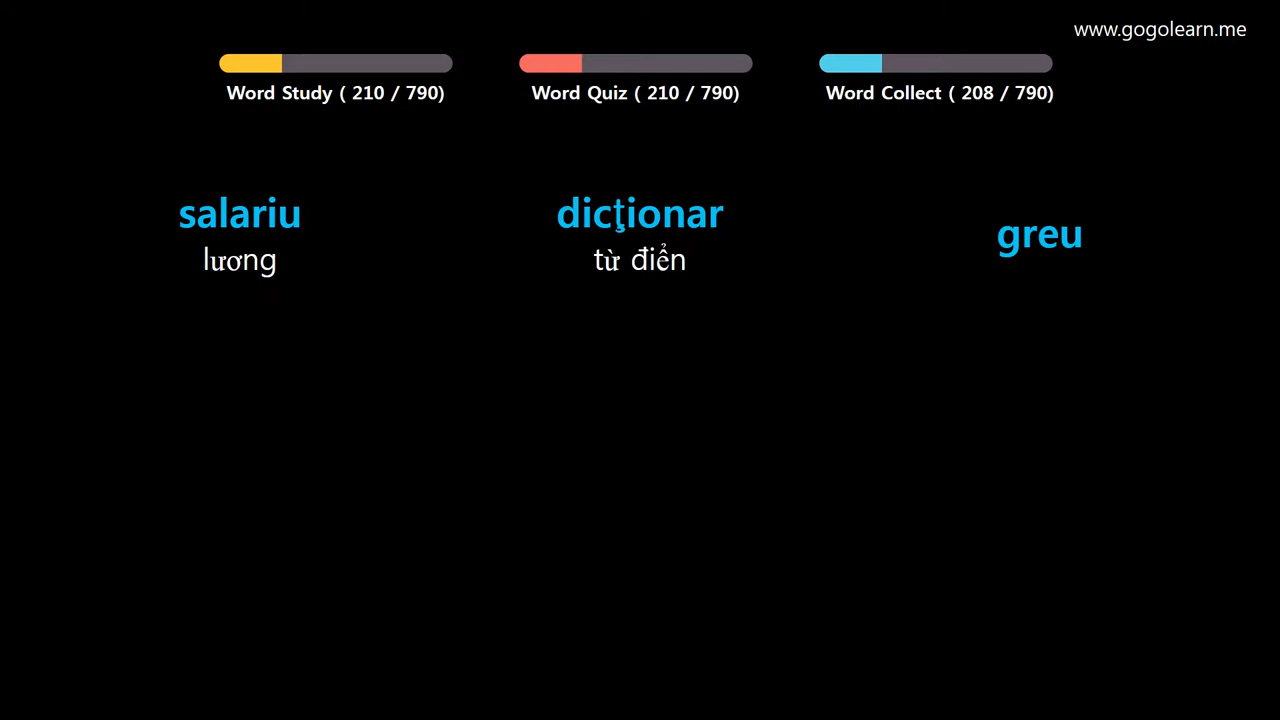 www.gogolearn.me
Word Study ( 210 / 790)
Word Quiz ( 210 / 790)
Word Collect ( 208 / 790)
salariu
lương
dicţionar
từ điển
greu